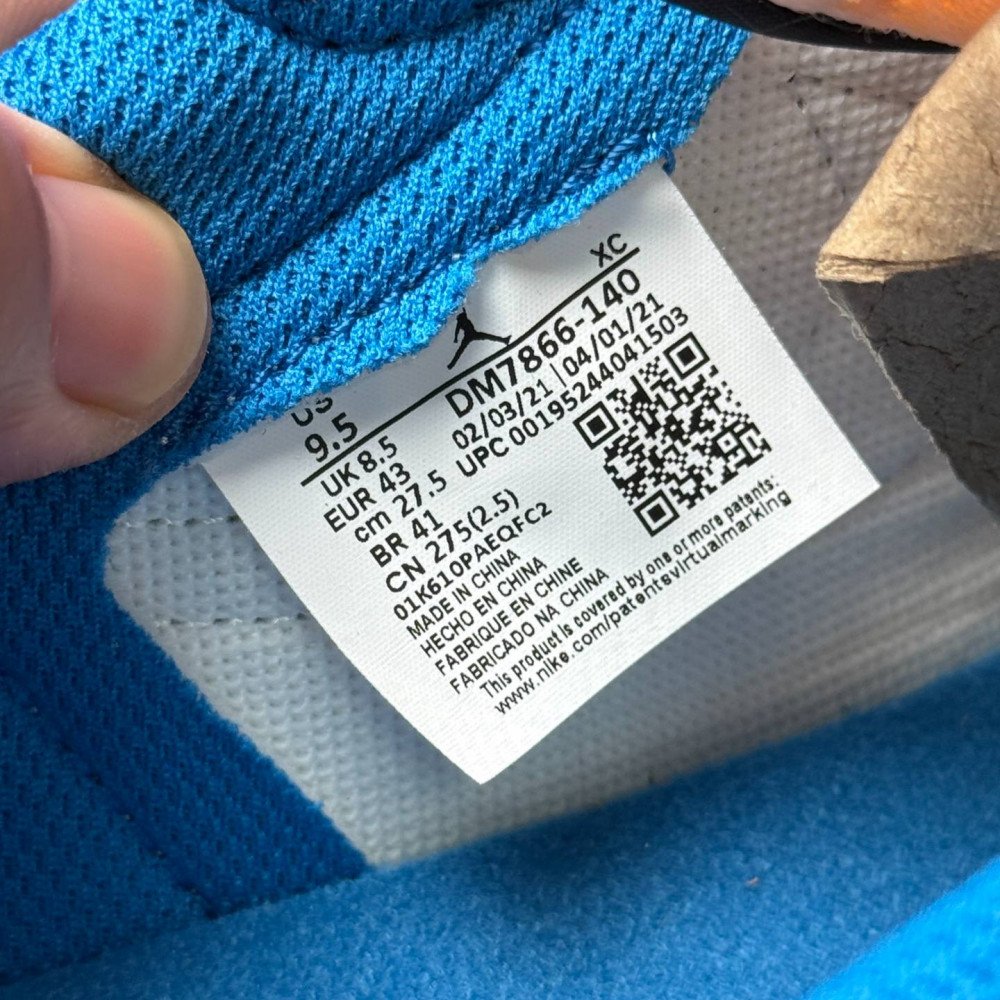 XC
US
9.5
DM7866-140
UK 8.5
02/03/21 | 04/01/21
EUR 43
UPC 00195244041503
cm 27.5
BR 41
CN 275(2.5)
01K610PAEQFC2
MADE IN CHINA
HECHO EN CHINA
FABRIQUE EN CHINE
FABRICADO NA CHINA
This product is covered by one or more patents:
www.nike.com/patentsvirtualmarking